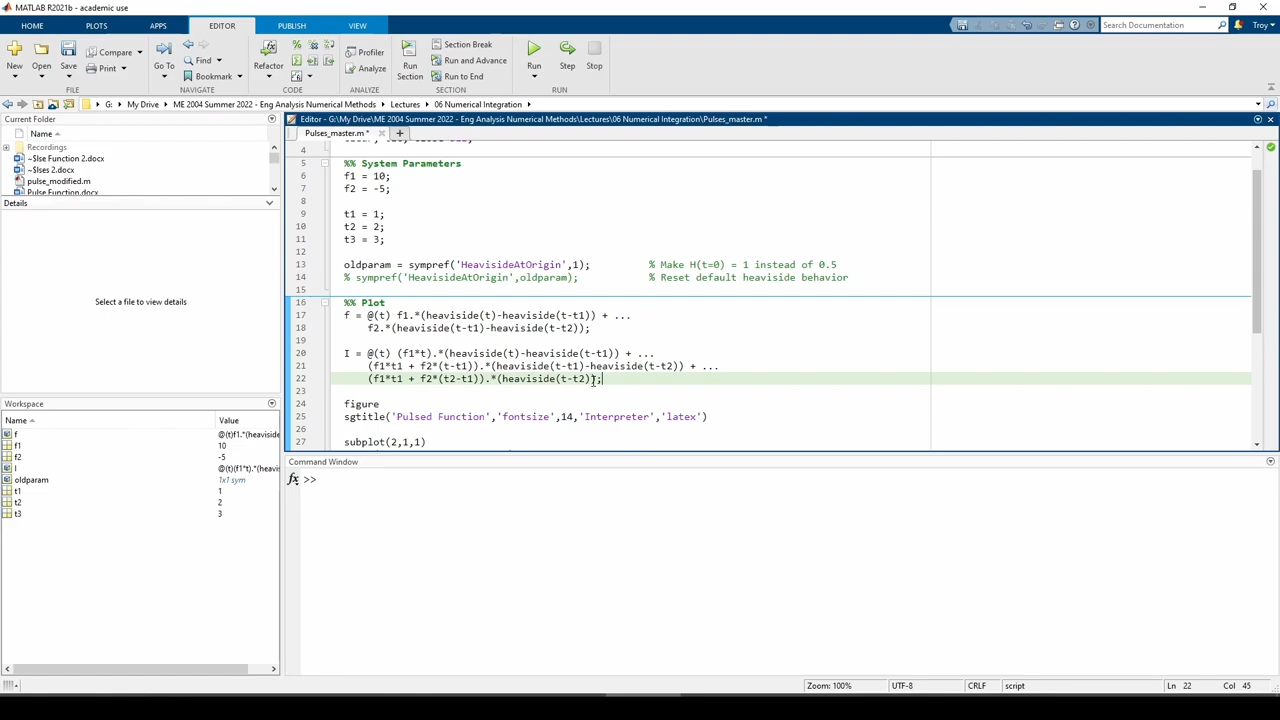 MATLAB R2021b - academic use
HOME PLOTS APPS EDITOR PUBLISH VIEW
Search Documentation
Troy
New Open Save Compare Print
Go To Find Bookmark
Refactor
Profiler
Analyze
Run Section
Section Break
Run and Advance
Run to End
Run Step Stop
FILE NAVIGATE CODE ANALYZE SECTION RUN
G: My Drive ME 2004 Summer 2022 - Eng Analysis Numerical Methods Lectures 06 Numerical Integration
Current Folder
Name
Recordings
~$lse Function 2.docx
~$lses 2.docx
pulse_modified.m
Pulse Function.docx
Details
Select a file to view details
Workspace
Name Value
f @(t)f1.*(heaviside
f1 10
f2 -5
I @(t)(f1*t).*(heavis
oldparam 1x1 sym
t1 1
t2 2
t3 3
Editor - G:\My Drive\ME 2004 Summer 2022 - Eng Analysis Numerical Methods\Lectures\06 Numerical Integration\Pulses_master.m *
Pulses_master.m *
4
5 %% System Parameters
6 f1 = 10;
7 f2 = -5;
8
9 t1 = 1;
10 t2 = 2;
11 t3 = 3;
12
13 oldparam = sympref('HeavisideAtOrigin',1); % Make H(t=0) = 1 instead of 0.5
14 % sympref('HeavisideAtOrigin',oldparam); % Reset default heaviside behavior
15
16 %% Plot
17 f = @(t) f1.*(heaviside(t)-heaviside(t-t1)) + ...
18 f2.*(heaviside(t-t1)-heaviside(t-t2));
19
20 I = @(t) (f1*t).*(heaviside(t)-heaviside(t-t1)) + ...
21 (f1*t1 + f2*(t-t1)).*(heaviside(t-t1)-heaviside(t-t2)) + ...
22 (f1*t1 + f2*(t2-t1)).*(heaviside(t-t2));
23
24 figure
25 sgtitle('Pulsed Function','fontsize',14,'Interpreter','latex')
26
27 subplot(2,1,1)
Command Window
fx >>
Zoom: 100% UTF-8 CRLF script Ln 22 Col 45